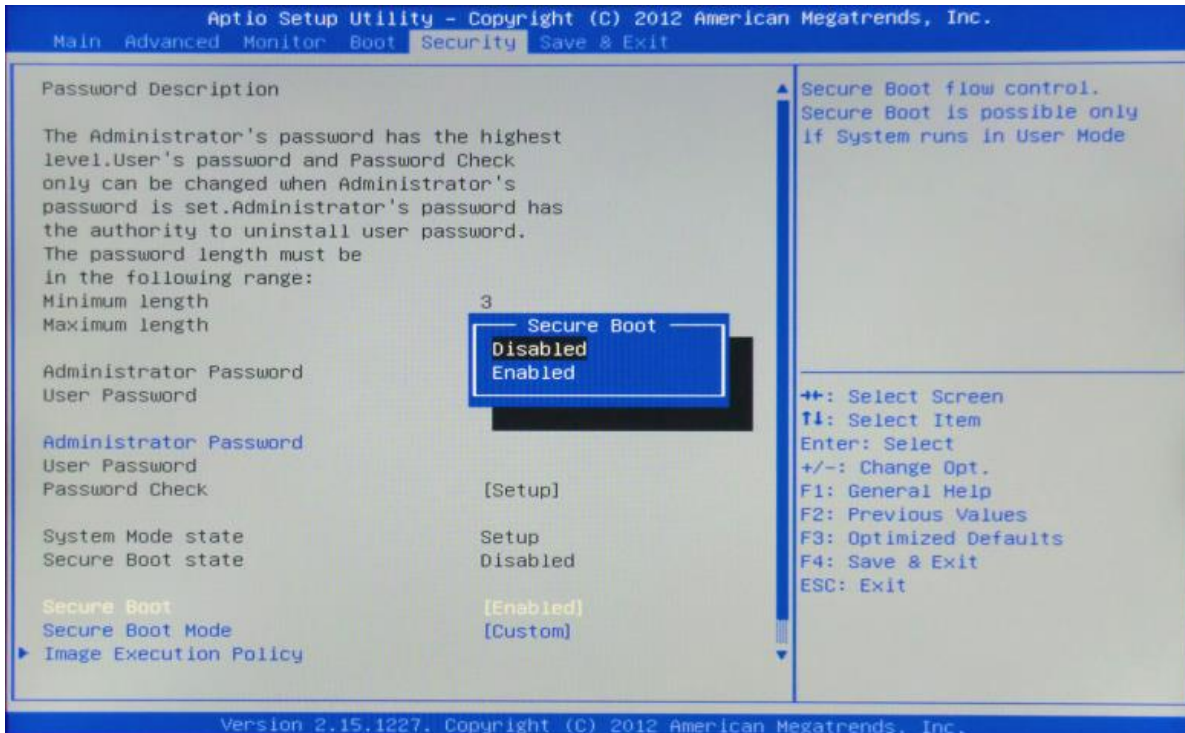 Aptio Setup Utility – Copyright (C) 2012 American Megatrends, Inc.
Main Advanced Monitor Boot Security Save & Exit
Password Description
The Administrator's password has the highest
level.User's password and Password Check
only can be changed when Administrator's
password is set.Administrator's password has
the authority to uninstall user password.
The password length must be
in the following range:
Minimum length 3
Maximum length
Administrator Password
User Password
Administrator Password
User Password
Password Check [Setup]
System Mode state Setup
Secure Boot state Disabled
Secure Boot [Enabled]
Secure Boot Mode [Custom]
Image Execution Policy
Secure Boot
Disabled
Enabled
Secure Boot flow control.
Secure Boot is possible only
if System runs in User Mode
→←: Select Screen
↑↓: Select Item
Enter: Select
+/-: Change Opt.
F1: General Help
F2: Previous Values
F3: Optimized Defaults
F4: Save & Exit
ESC: Exit
Version 2.15.1227. Copyright (C) 2012 American Megatrends, Inc.